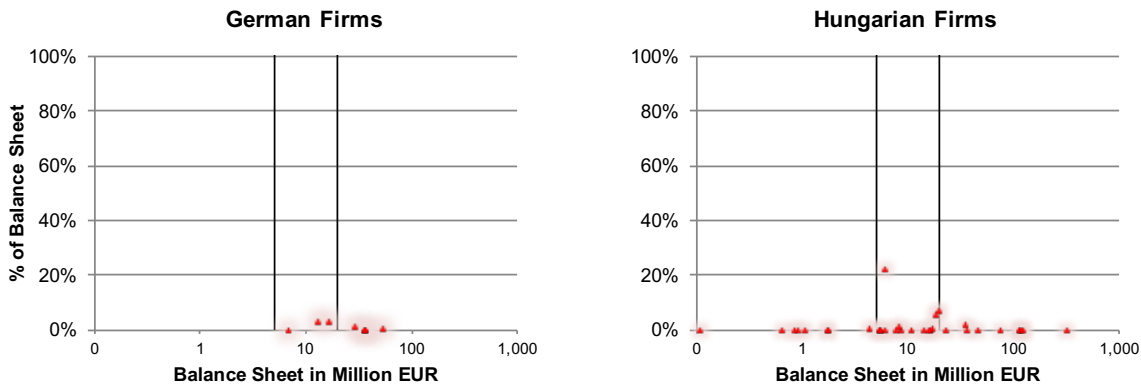 German Firms
% of Balance Sheet
100%
80%
60%
40%
20%
0%
0 1 10 100 1,000
Balance Sheet in Million EUR
Hungarian Firms
100%
80%
60%
40%
20%
0%
0 1 10 100 1,000
Balance Sheet in Million EUR